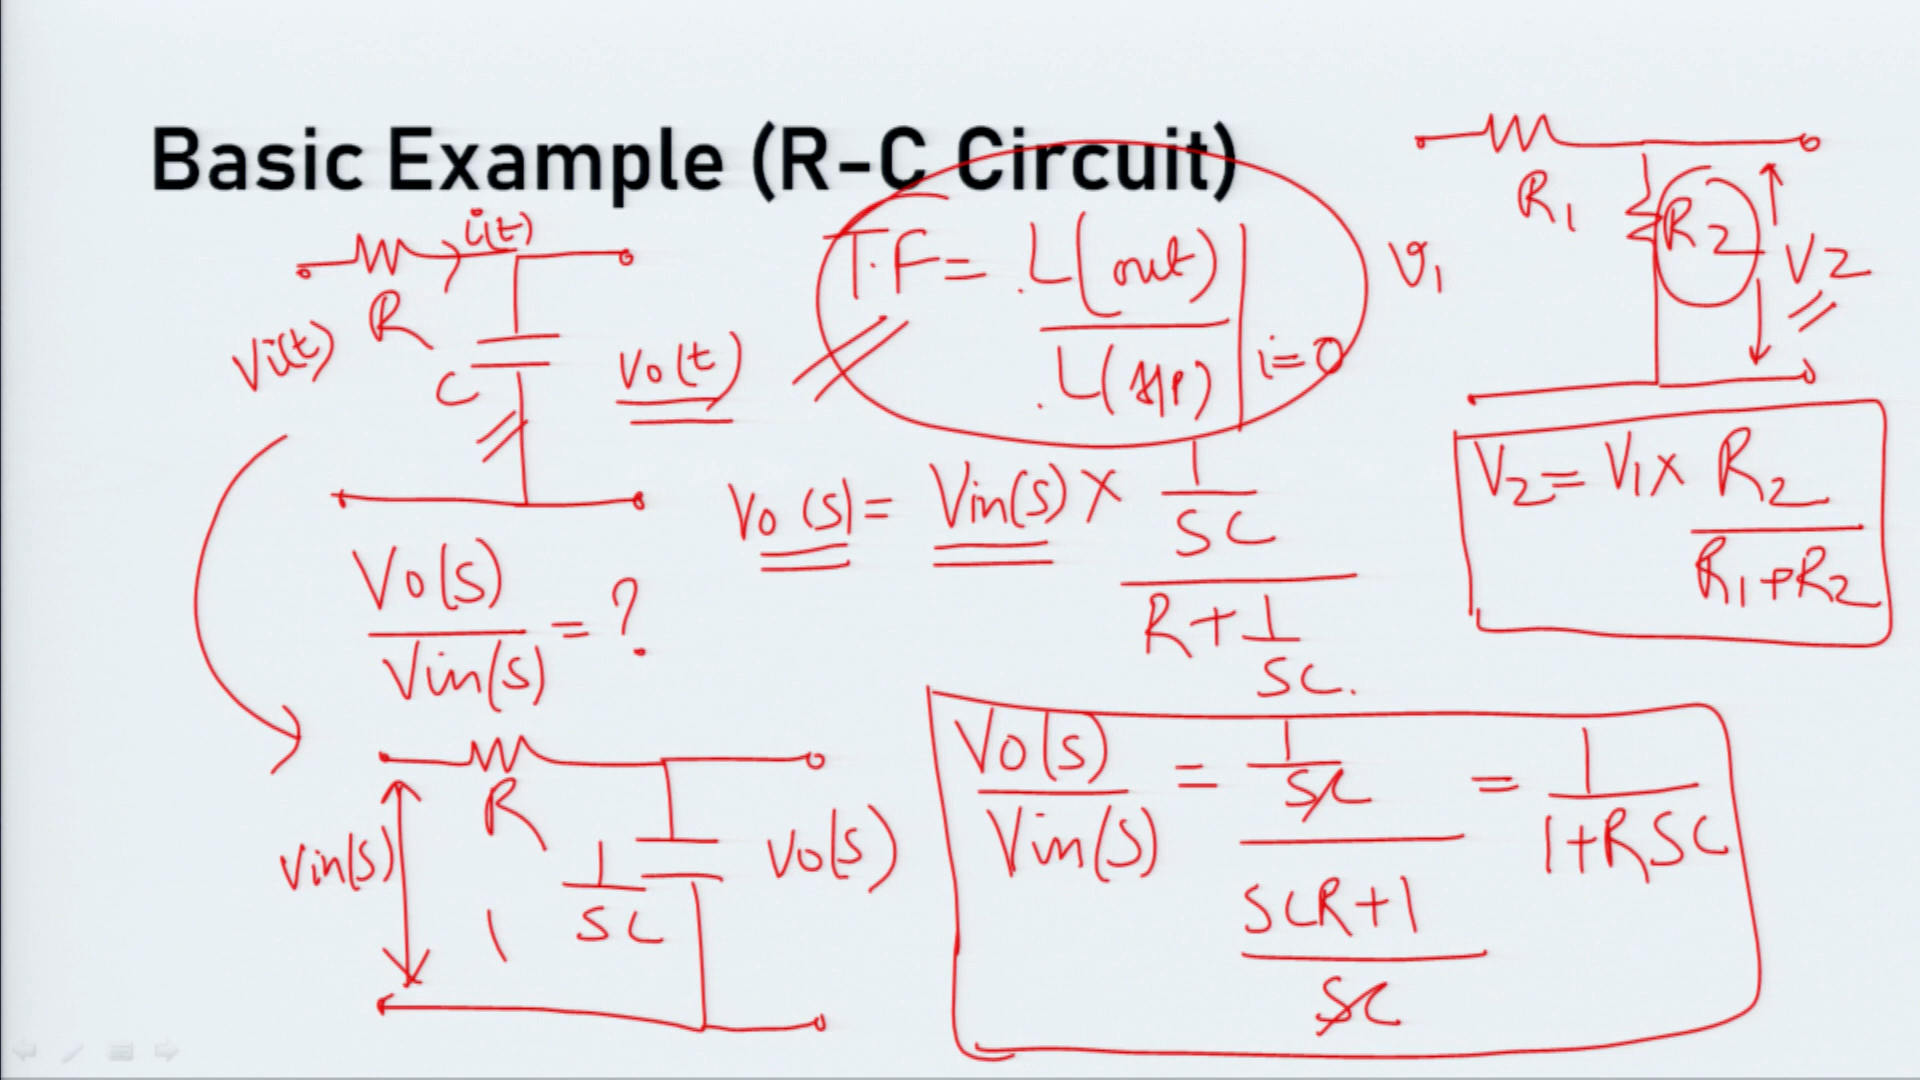 Basic Example (R-C Circuit)
i(t)
R
Vi(t)
C
Vo(t)
T.F = L(out) / L(I/P) | i=0
R1
R2
V1
V2
V2 = V1 x R2 / R1+R2
Vo(s) / Vin(s) = ?
Vo(s) = Vin(s) x 1/SC / R + 1/SC.
R
Vin(s)
1/SC
Vo(s)
Vo(s) / Vin(s) = 1/SC / SCR+1/SC = 1 / 1+RSC